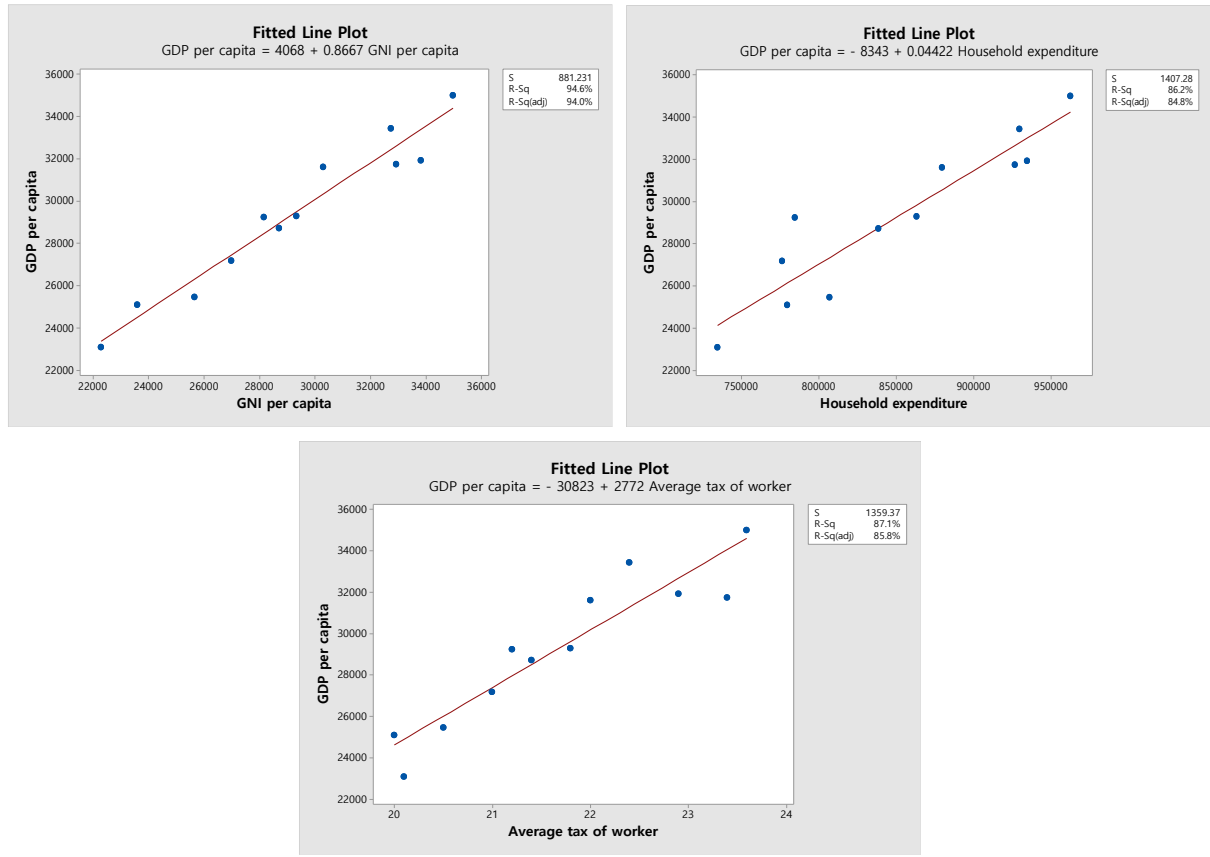 Fitted Line Plot
GDP per capita = 4068 + 0.8667 GNI per capita
S 881.231
R-Sq 94.6%
R-Sq(adj) 94.0%
36000
34000
32000
30000
28000
26000
24000
22000
GDP per capita
22000 24000 26000 28000 30000 32000 34000 36000
GNI per capita
Fitted Line Plot
GDP per capita = - 8343 + 0.04422 Household expenditure
S 1407.28
R-Sq 86.2%
R-Sq(adj) 84.8%
36000
34000
32000
30000
28000
26000
24000
22000
GDP per capita
750000 800000 850000 900000 950000
Household expenditure
Fitted Line Plot
GDP per capita = - 30823 + 2772 Average tax of worker
S 1359.37
R-Sq 87.1%
R-Sq(adj) 85.8%
36000
34000
32000
30000
28000
26000
24000
22000
GDP per capita
20 21 22 23 24
Average tax of worker